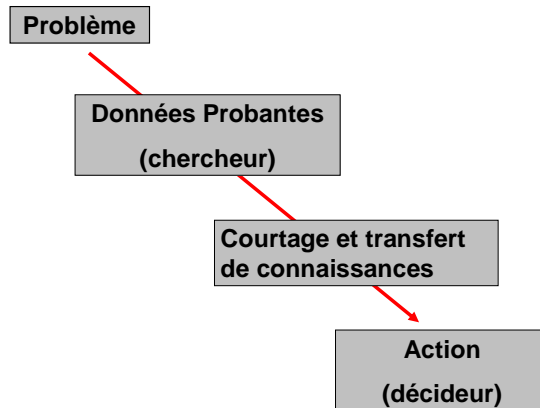 Problème
Données Probantes
(chercheur)
Courtage et transfert
de connaissances
Action
(décideur)